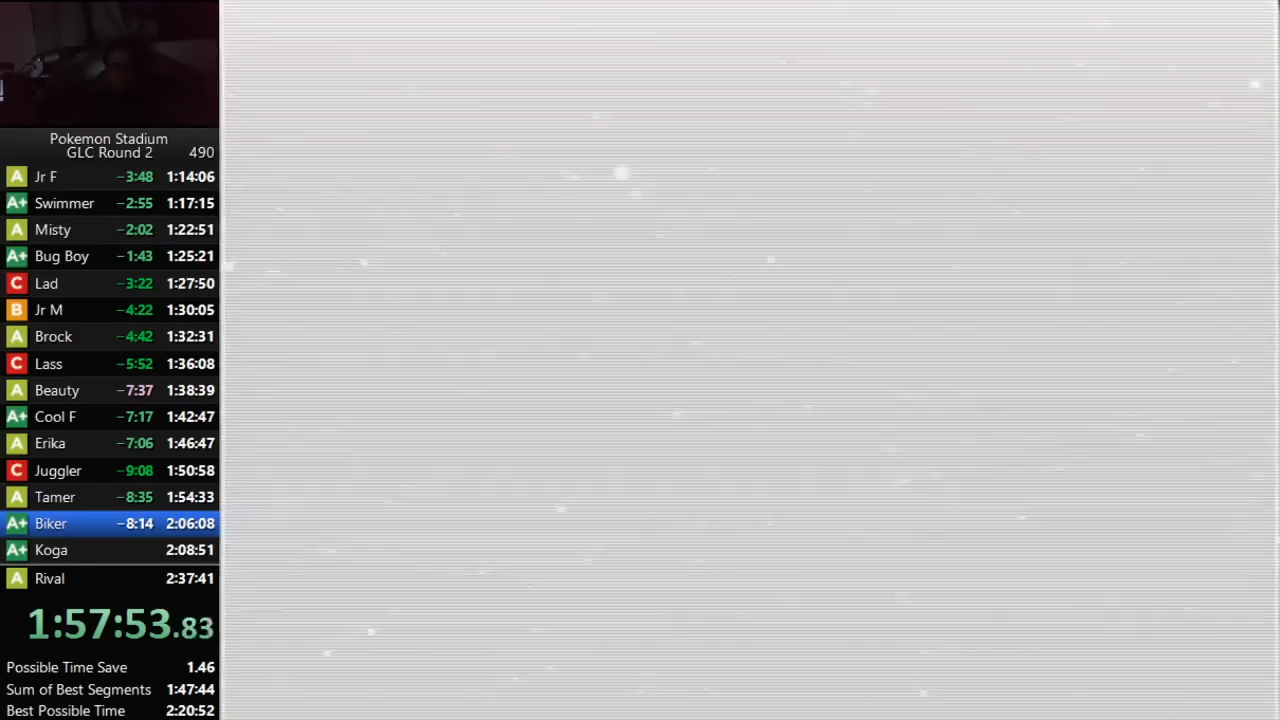 Pokemon Stadium
GLC Round 2 490
A Jr F -3:48 1:14:06
A+ Swimmer -2:55 1:17:15
A Misty -2:02 1:22:51
A+ Bug Boy -1:43 1:25:21
C Lad -3:22 1:27:50
B Jr M -4:22 1:30:05
A Brock -4:42 1:32:31
C Lass -5:52 1:36:08
A Beauty -7:37 1:38:39
A+ Cool F -7:17 1:42:47
A Erika -7:06 1:46:47
C Juggler -9:08 1:50:58
A Tamer -8:35 1:54:33
A+ Biker -8:14 2:06:08
A+ Koga 2:08:51
A Rival 2:37:41
1:57:53.83
Possible Time Save 1.46
Sum of Best Segments 1:47:44
Best Possible Time 2:20:52